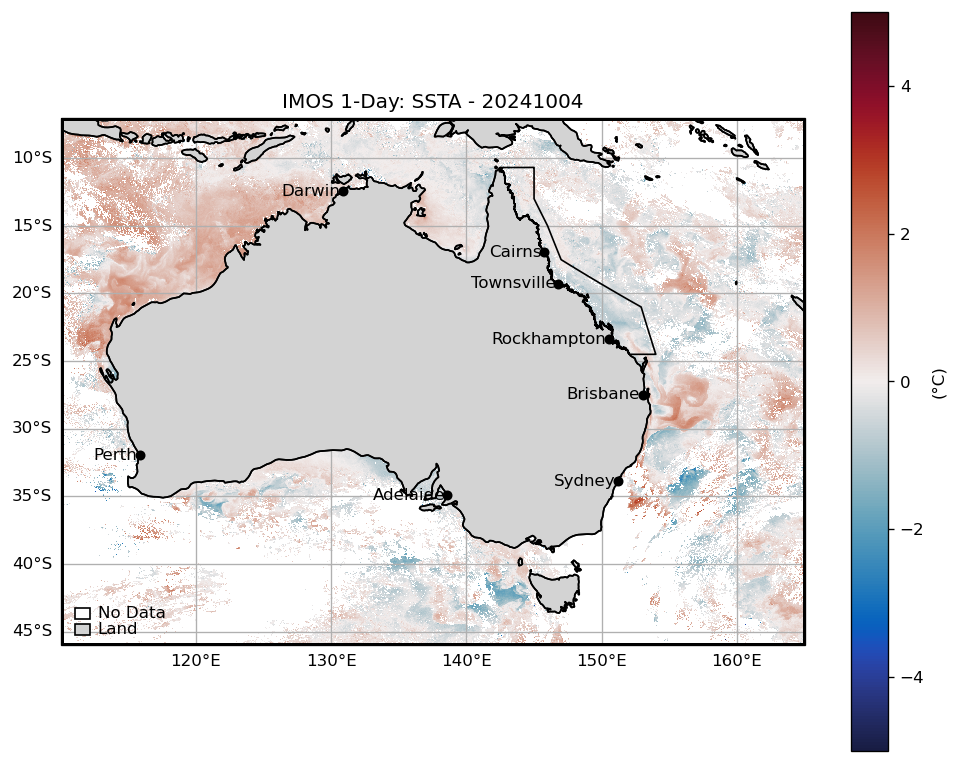 IMOS 1-Day: SSTA - 20241004
10°S
15°S
20°S
25°S
30°S
35°S
40°S
45°S
Darwin
Cairns
Townsville
Rockhampton
Brisbane
Perth
Sydney
Adelaide
No Data
Land
120°E
130°E
140°E
150°E
160°E
4
2
0
−2
−4
(°C)